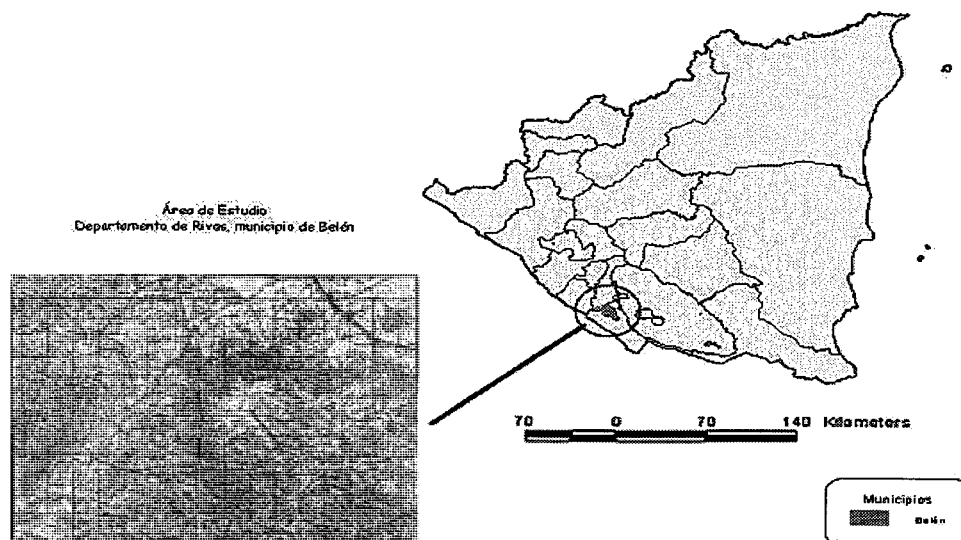 Área de Estudio
Departamento de Rivas, municipio de Belén
70 0 70 140 Kilometers
Municipios
Belén